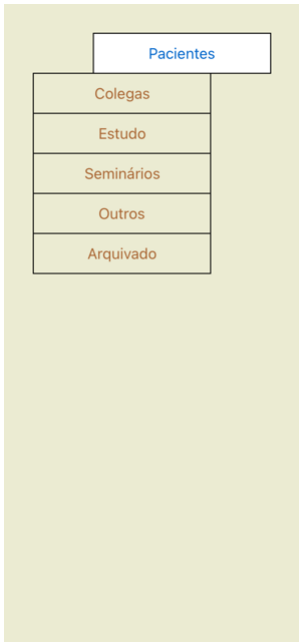 Pacientes
Colegas
Estudo
Seminários
Outros
Arquivado